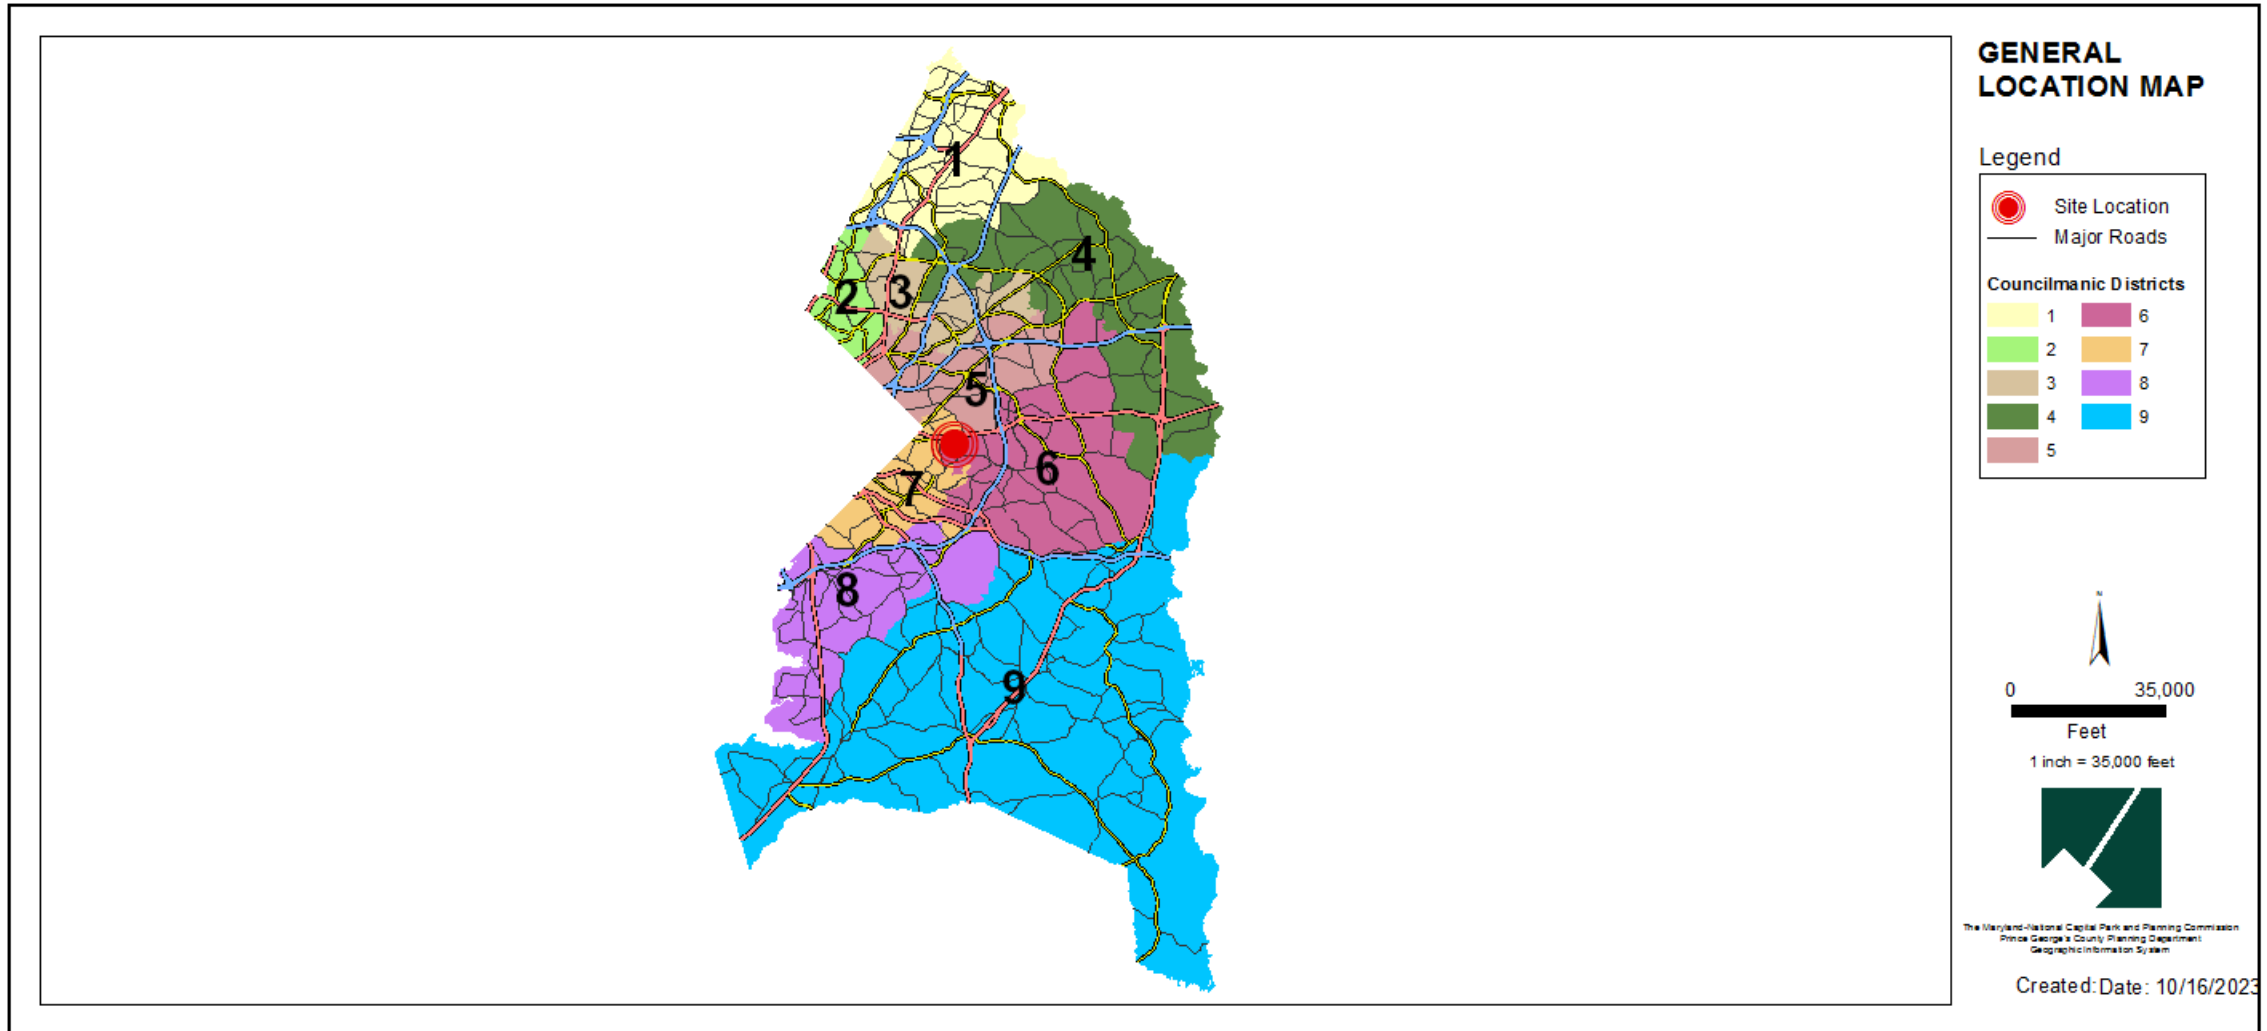 GENERAL
LOCATION MAP
Legend
Site Location
Major Roads
Councilmanic Districts
1 6
2 7
3 8
4 9
5
1
4
2
3
5
6
7
8
9
N
0 35,000
Feet
1 inch = 35,000 feet
The Maryland-National Capital Park and Planning Commission
Prince George's County Planning Department
Geographic Information System
Created: Date: 10/16/2023